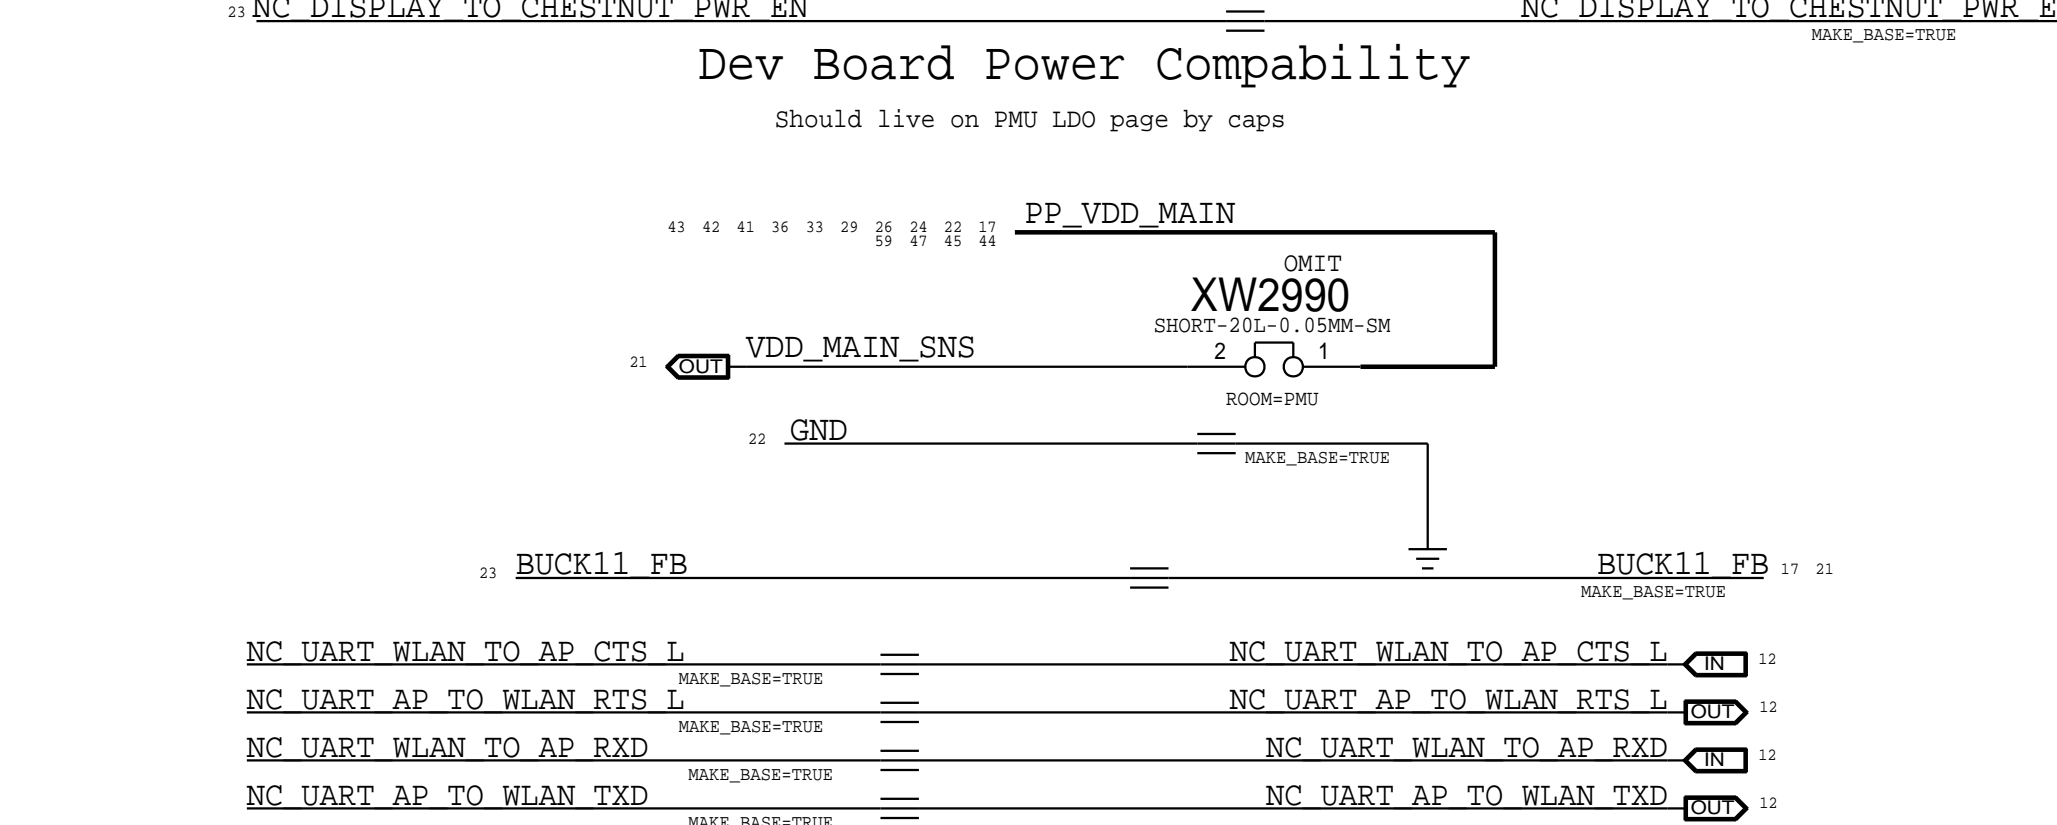 23 NC_DISPLAY_TO_CHESTNUT_PWR_EN NC_DISPLAY_TO_CHESTNUT_PWR_E
MAKE_BASE=TRUE
Dev Board Power Compability
Should live on PMU LDO page by caps
43 42 41 36 33 29 26 24 22 17 PP_VDD_MAIN
59 47 45 44
OMIT
XW2990
SHORT-20L-0.05MM-SM
21 OUT VDD_MAIN_SNS 2 1
ROOM=PMU
22 GND
MAKE_BASE=TRUE
23 BUCK11_FB BUCK11_FB 17 21
MAKE_BASE=TRUE
NC_UART_WLAN_TO_AP_CTS_L NC_UART_WLAN_TO_AP_CTS_L IN 12
MAKE_BASE=TRUE
NC_UART_AP_TO_WLAN_RTS_L NC_UART_AP_TO_WLAN_RTS_L OUT 12
MAKE_BASE=TRUE
NC_UART_WLAN_TO_AP_RXD NC_UART_WLAN_TO_AP_RXD IN 12
MAKE_BASE=TRUE
NC_UART_AP_TO_WLAN_TXD NC_UART_AP_TO_WLAN_TXD OUT 12
MAKE_BASE=TRUE